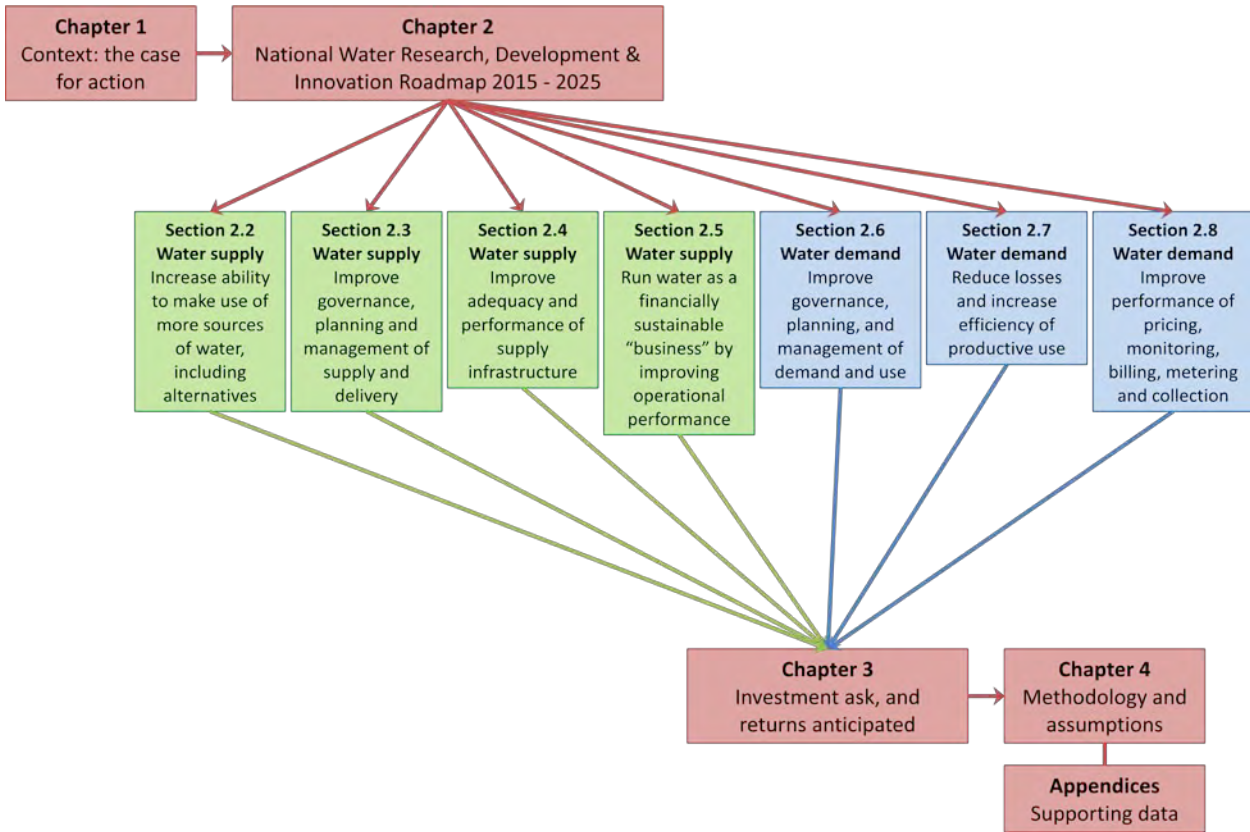 Chapter 1
Context: the case
for action
Chapter 2
National Water Research, Development &
Innovation Roadmap 2015 - 2025
Section 2.2
Water supply
Increase ability
to make use of
more sources
of water,
including
alternatives
Section 2.3
Water supply
Improve
governance,
planning and
management of
supply and
delivery
Section 2.4
Water supply
Improve
adequacy and
performance of
supply
infrastructure
Section 2.5
Water supply
Run water as a
financially
sustainable
“business” by
improving
operational
performance
Section 2.6
Water demand
Improve
governance,
planning, and
management of
demand and use
Section 2.7
Water demand
Reduce losses
and increase
efficiency of
productive use
Section 2.8
Water demand
Improve
performance of
pricing,
monitoring,
billing, metering
and collection
Chapter 3
Investment ask, and
returns anticipated
Chapter 4
Methodology and
assumptions
Appendices
Supporting data